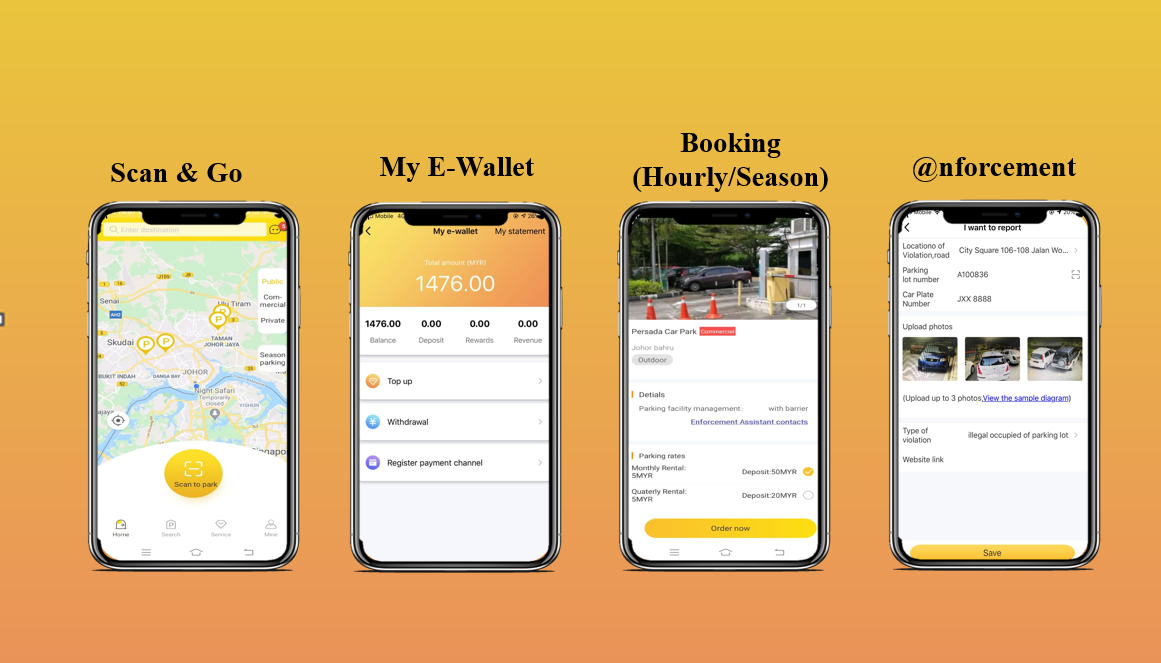 Scan & Go
Enter destination
Public
Com-
mercial
Private
Season
parking
Senai
Ulu Tiram
AH2
Skudai
TAMAN
JOHOR JAYA
JOHOR
BUKIT INDAH
DANGA BAY
Night Safari
Temporarily
closed
YISHUN
Scan to park
Home
Search
Service
Mine
My E-Wallet
Mobile 4G
My e-wallet
My statement
Total amount (MYR)
1476.00
1476.00 0.00 0.00 0.00
Balance Deposit Rewards Revenue
Top up
Withdrawal
Register payment channel
Booking
(Hourly/Season)
1/1
Persada Car Park Commercial
Johor bahru
Outdoor
Detials
Parking facility management: with barrier
Enforcement Assistant contacts
Parking rates
Monthly Rental:
5MYR
Deposit:50MYR
Quaterly Rental:
5MYR
Deposit:20MYR
Order now
@nforcement
Mobile
I want to report
Locationo of
Violation,road
City Square 106-108 Jalan Wo...
Parking
lot number
A100836
Car Plate
Number
JXX 8888
Upload photos
(Upload up to 3 photos,View the sample diagram)
Type of
violation
illegal occupied of parking lot
Website link
Save